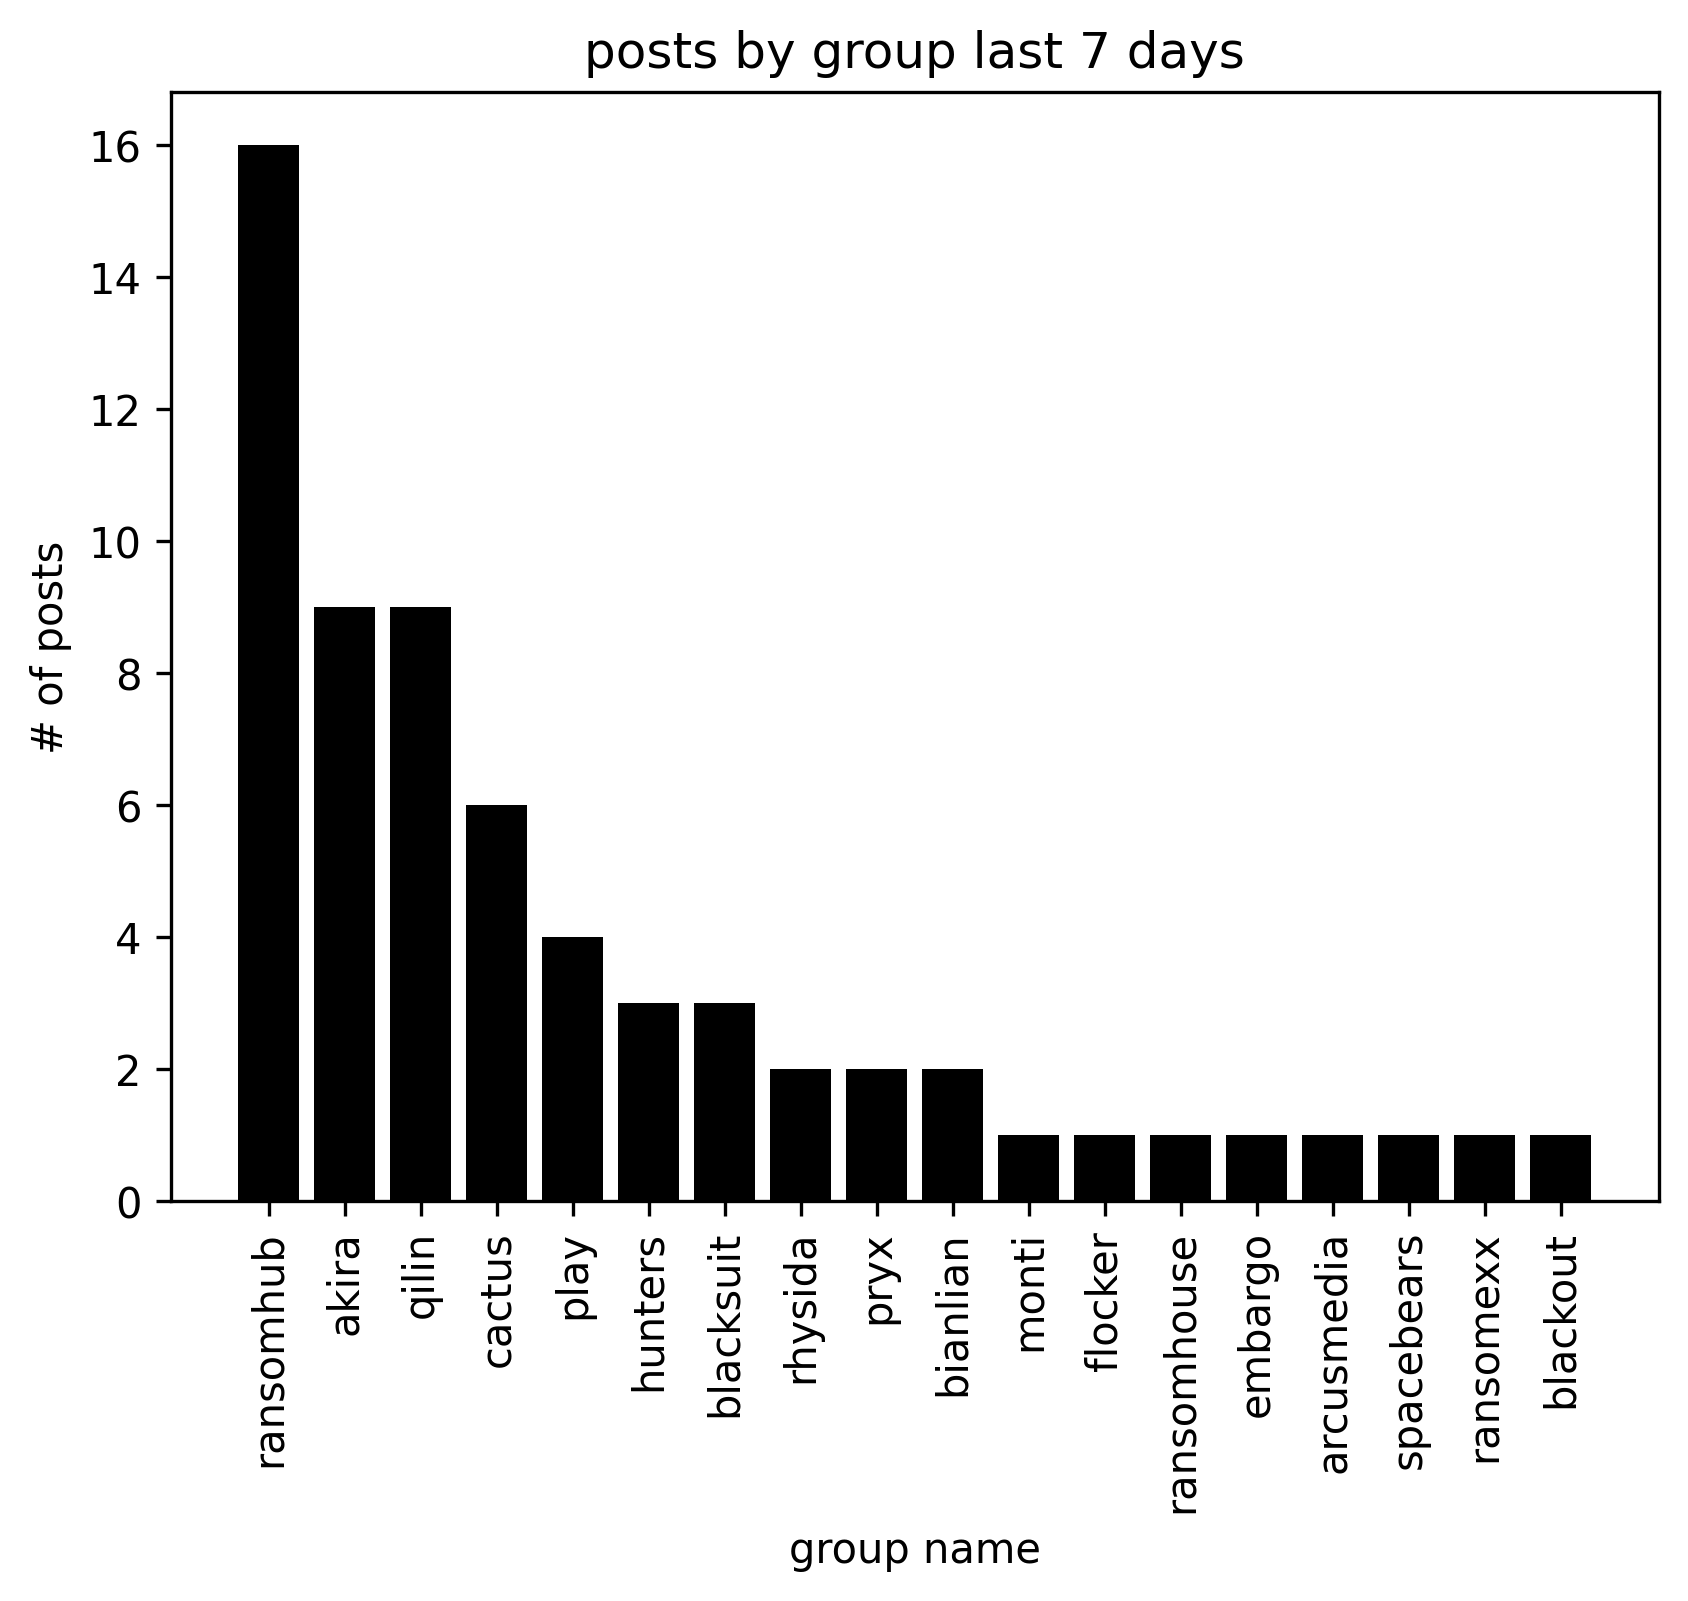 posts by group last 7 days
16
14
12
10
8
6
4
2
0
# of posts
ransomhub
akira
qilin
cactus
play
hunters
blacksuit
rhysida
pryx
bianlian
monti
flocker
ransomhouse
embargo
arcusmedia
spacebears
ransomexx
blackout
group name